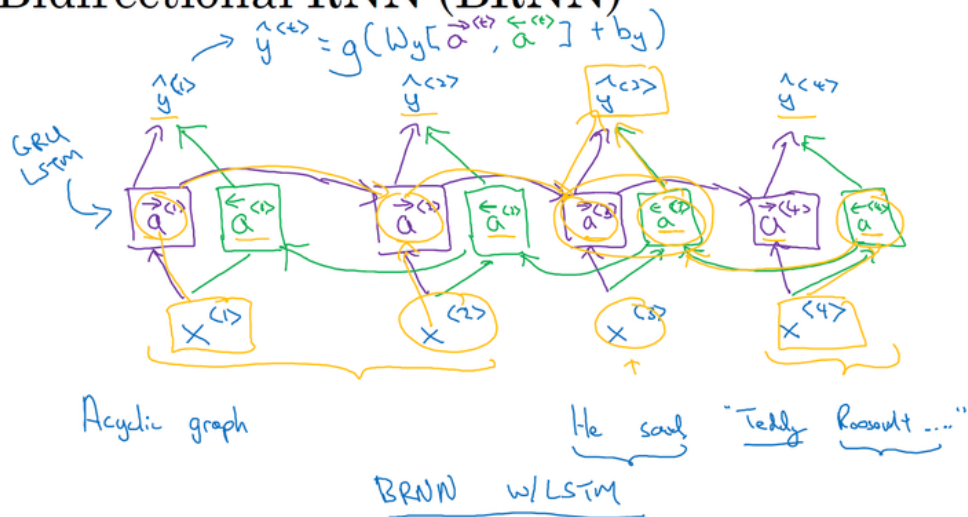 Bidirectional RNN (BRNN)
ŷ<t> = g(Wy[a→<t>, a←<t>] + by)
ŷ<1> ŷ<2> ŷ<3> ŷ<4>
GRU
LSTM
a→<1> a←<1> a→<2> a←<2> a→<3> a←<3> a→<4> a←<4>
x<1> x<2> x<3> x<4>
Acyclic graph
He said, "Teddy Roosevelt ...."
BRNN w/LSTM